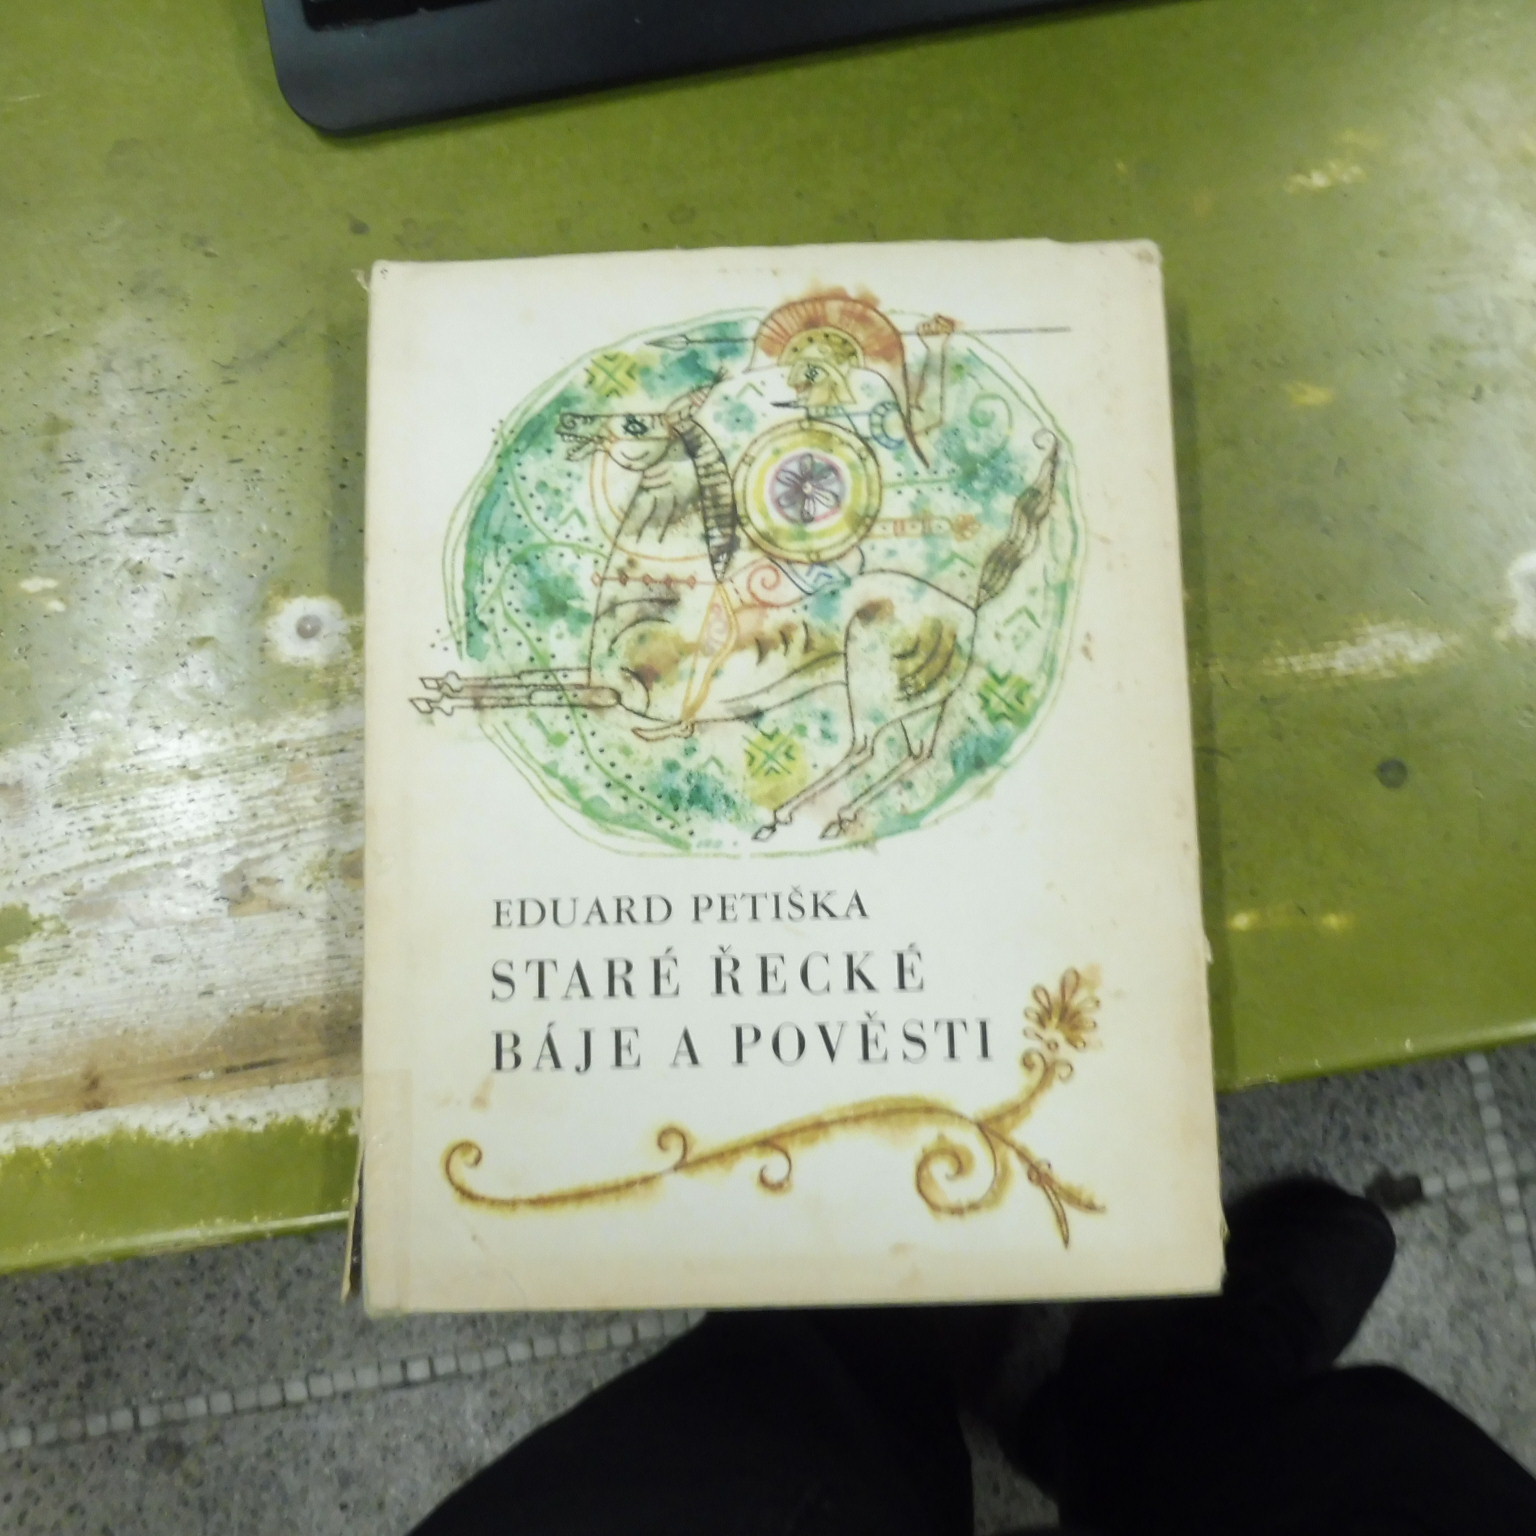 EDUARD PETIŠKA
STARÉ ŘECKÉ
BÁJE A POVĚSTI